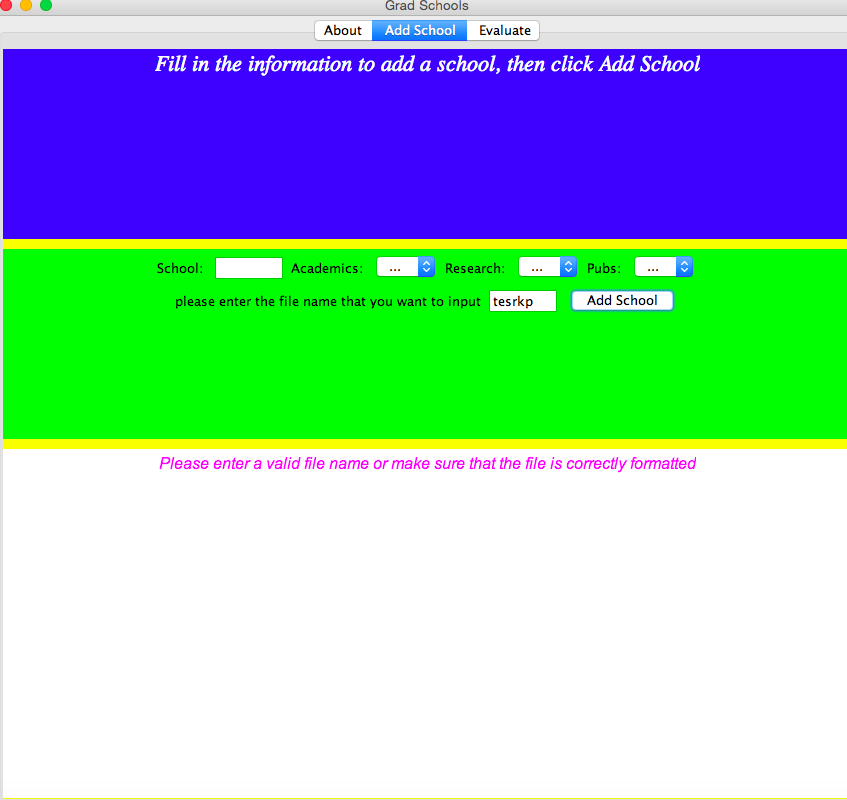 Grad Schools
About Add School Evaluate
Fill in the information to add a school, then click Add School
School: Academics: ... Research: ... Pubs: ...
please enter the file name that you want to input tesrkp Add School
Please enter a valid file name or make sure that the file is correctly formatted